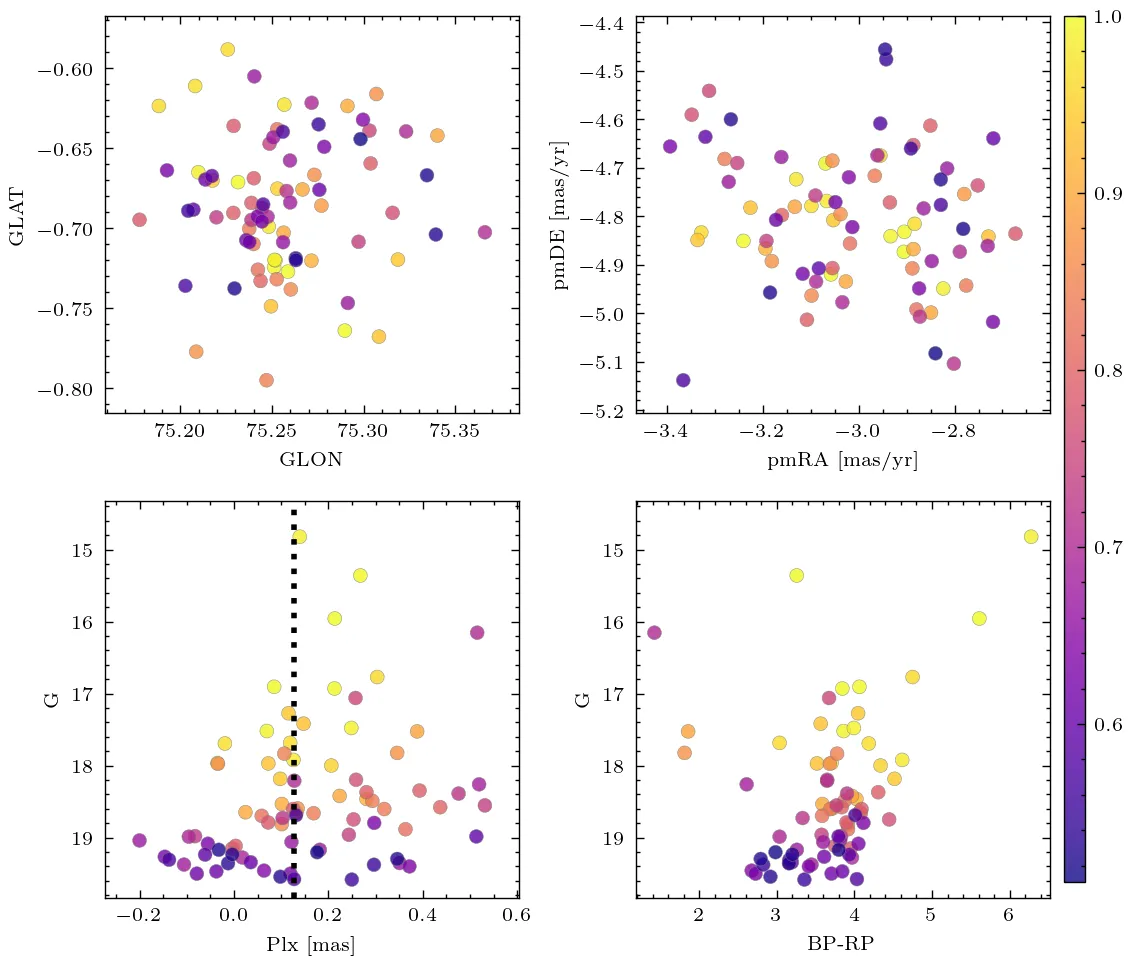 −0.60
−0.65
−0.70
−0.75
−0.80
GLAT
75.20 75.25 75.30 75.35
GLON
−4.4
−4.5
−4.6
−4.7
−4.8
−4.9
−5.0
−5.1
−5.2
pmDE [mas/yr]
−3.4 −3.2 −3.0 −2.8
pmRA [mas/yr]
15
16
17
18
19
G
−0.2 0.0 0.2 0.4 0.6
Plx [mas]
15
16
17
18
19
G
2 3 4 5 6
BP-RP
1.0
0.9
0.8
0.7
0.6